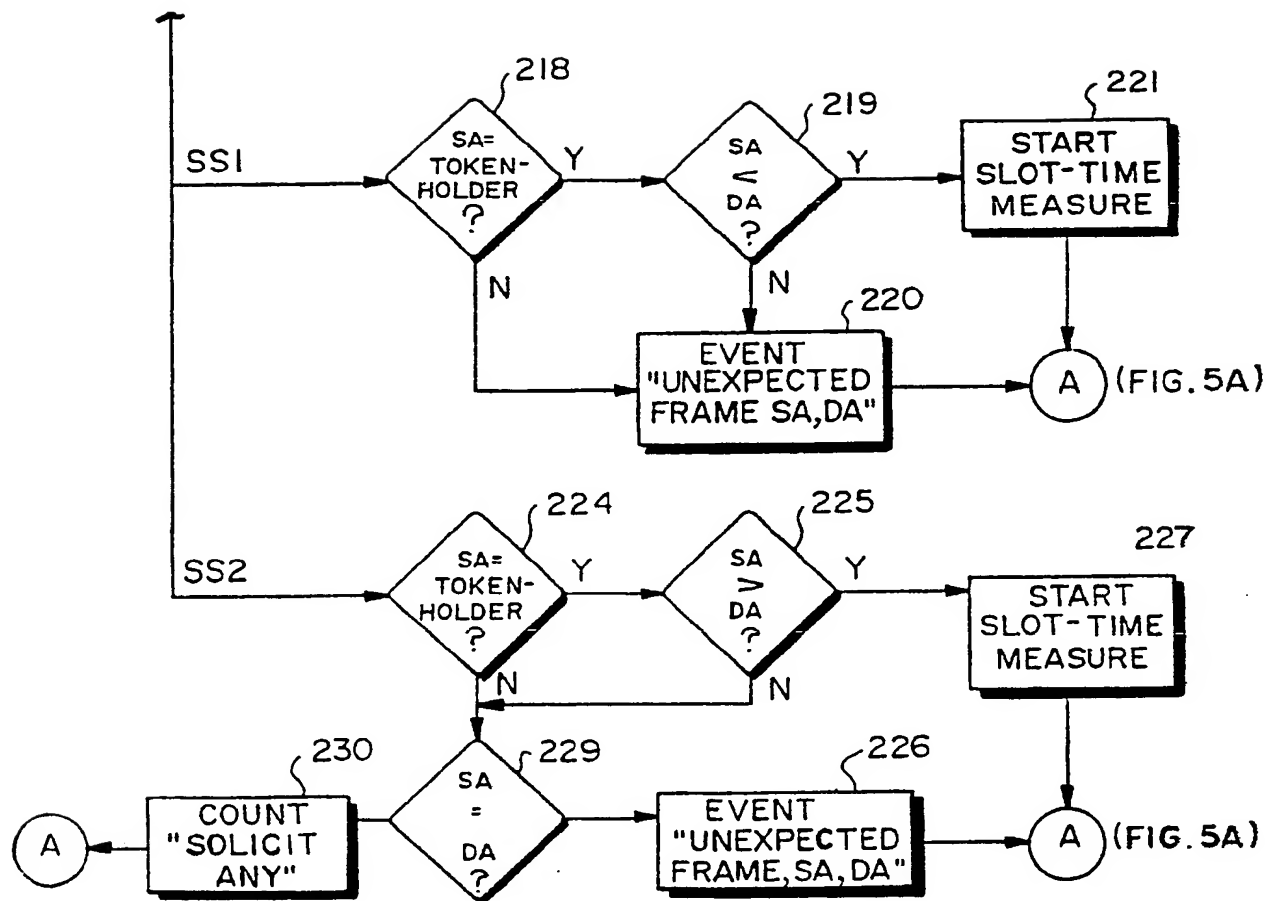 218
219
221
SS1
SA=
TOKEN-
HOLDER
?
Y
SA
<
DA
?
Y
START
SLOT-TIME
MEASURE
N
N
220
EVENT
"UNEXPECTED
FRAME SA,DA"
A
(FIG.5A)
224
225
227
SS2
SA=
TOKEN-
HOLDER
?
Y
SA
>
DA
?
Y
START
SLOT-TIME
MEASURE
N
N
230
229
226
A
COUNT
"SOLICIT
ANY"
SA
=
DA
?
EVENT
"UNEXPECTED
FRAME,SA,DA"
A
(FIG.5A)